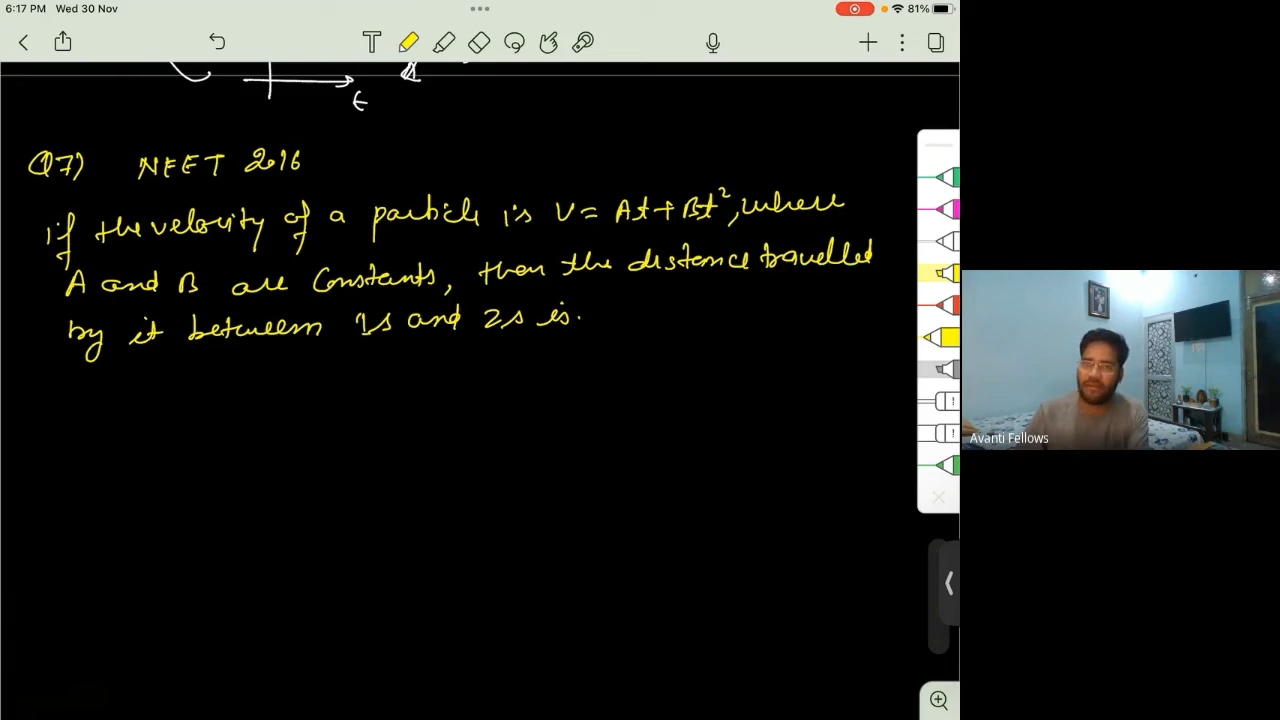 6:17 PM Wed 30 Nov
81%
T
t
Q7) NEET 2016
if the velocity of a particle is V = At + Bt², where
A and B are Constants, then the distance travelled
by it between 1s and 2s is.
Avanti Fellows